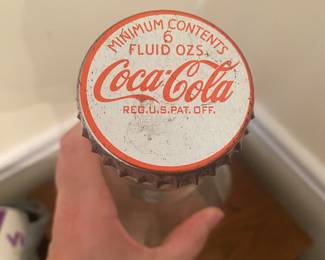 MINIMUM CONTENTS
6
FLUID OZS.
Coca-Cola
REG.U.S.PAT.OFF.